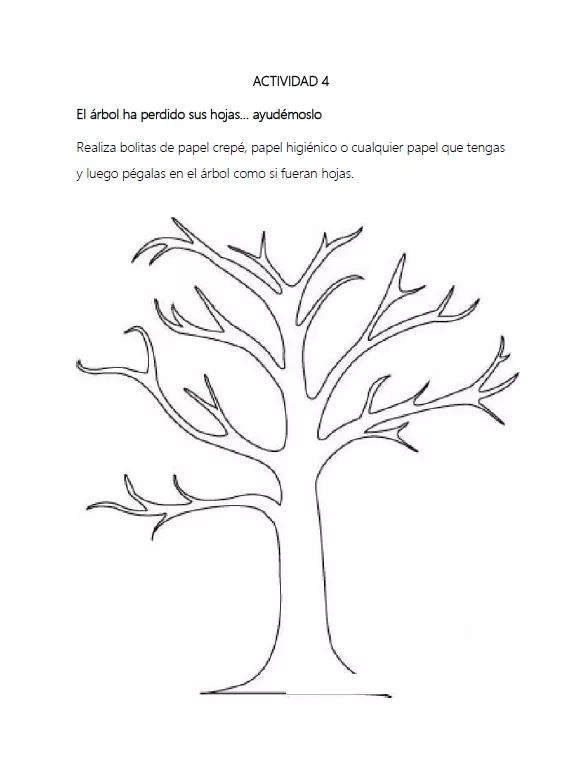 ACTIVIDAD 4
El árbol ha perdido sus hojas... ayudémoslo
Realiza bolitas de papel crepé, papel higiénico o cualquier papel que tengas
y luego pégalas en el árbol como si fueran hojas.